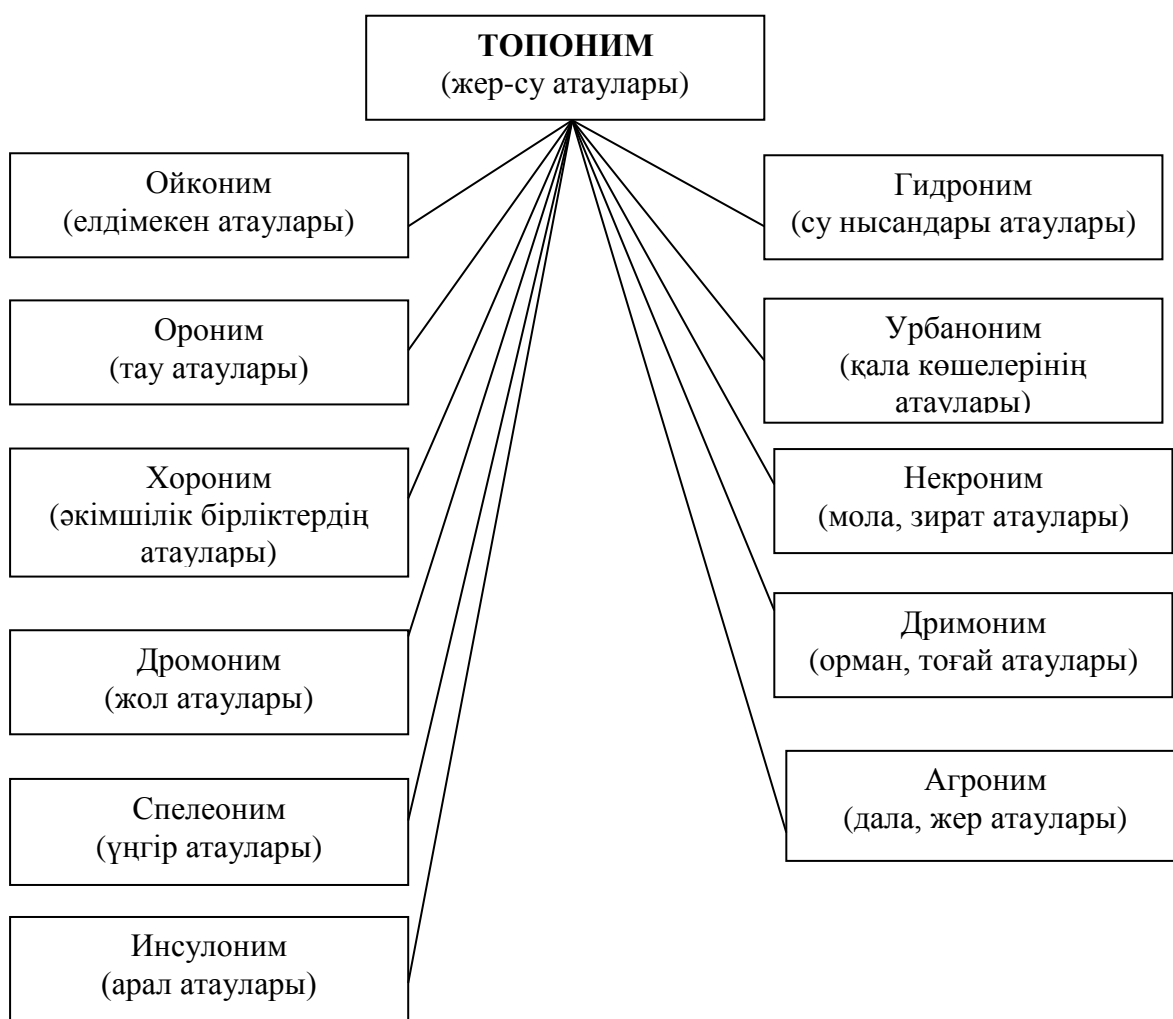 ТОПОНИМ
(жер-су атаулары)
Ойконим
(елдімекен атаулары)
Ороним
(тау атаулары)
Хороним
(әкімшілік бірліктердің
атаулары)
Дромоним
(жол атаулары)
Спелеоним
(үңгір атаулары)
Инсулоним
(арал атаулары)
Гидроним
(су нысандары атаулары)
Урбаноним
(қала көшелерінің
атаулары)
Некроним
(мола, зират атаулары)
Дримоним
(орман, тоғай атаулары)
Агроним
(дала, жер атаулары)